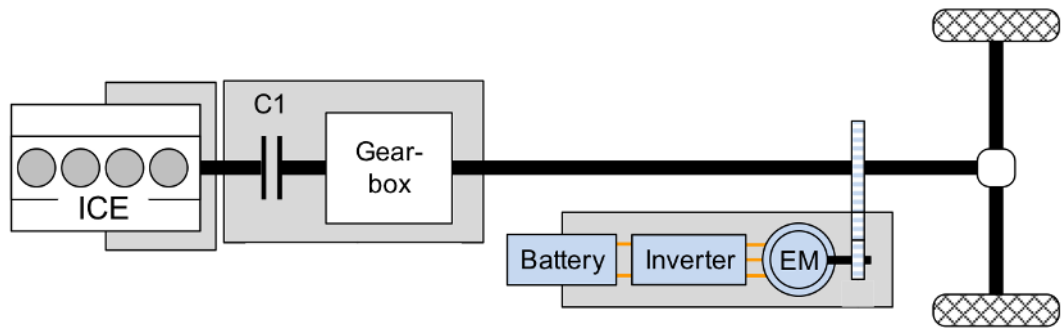 C1
Gear-
box
ICE
Battery
Inverter
EM